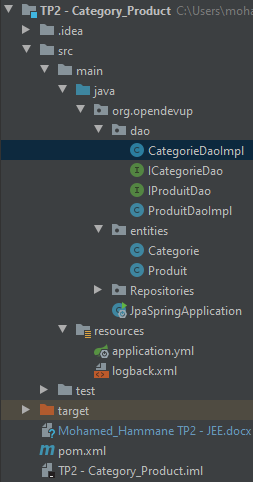 TP2 - Category_Product C:\Users\moha
.idea
src
main
java
org.opendevup
dao
CategorieDaoImpl
ICategorieDao
IProduitDao
ProduitDaoImpl
entities
Categorie
Produit
Repositories
JpaSpringApplication
resources
application.yml
logback.xml
test
target
Mohamed_Hammane TP2 - JEE.docx
pom.xml
TP2 - Category_Product.iml